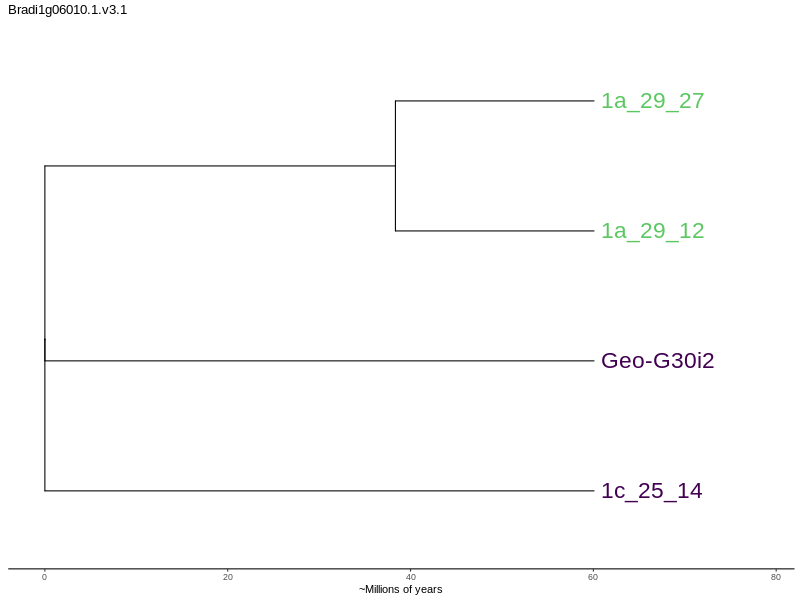 Bradi1g06010.1.v3.1
1a_29_27
1a_29_12
Geo-G30i2
1c_25_14
0 20 40 60 80
~Millions of years